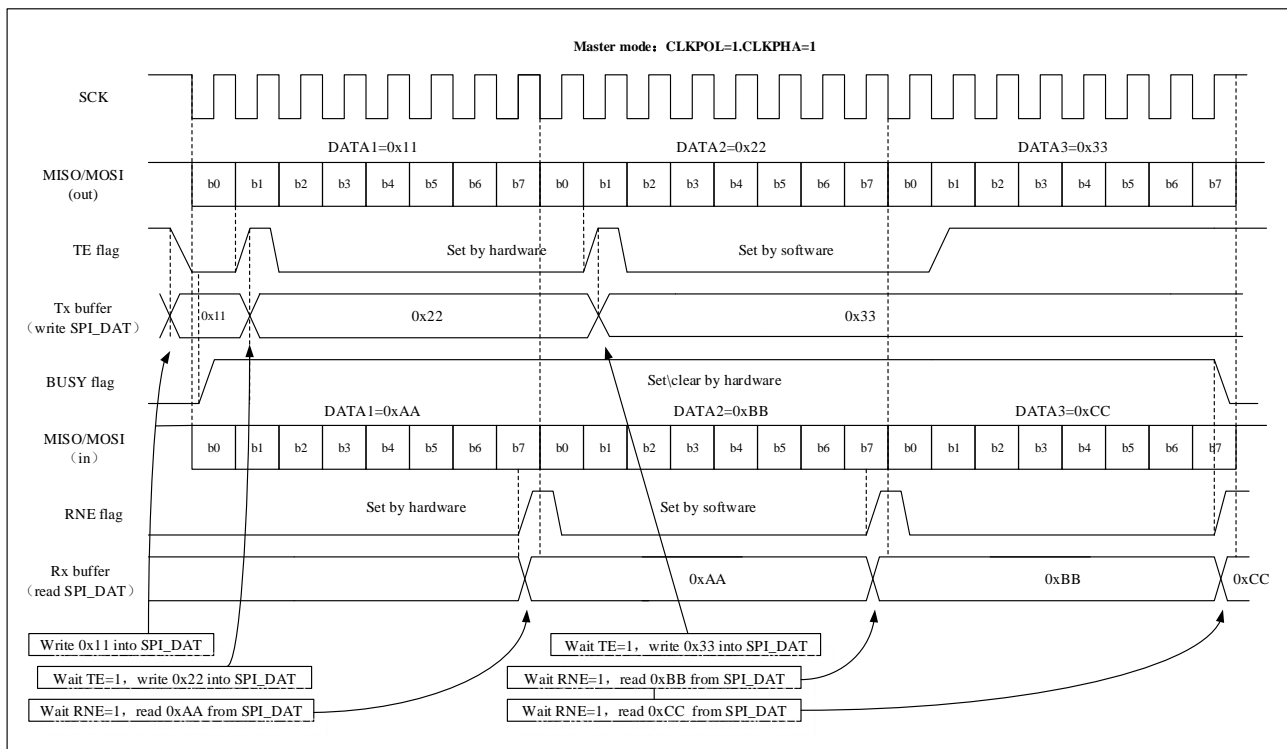 Master mode：CLKPOL=1.CLKPHA=1
SCK
DATA1=0x11 DATA2=0x22 DATA3=0x33
MISO/MOSI
(out)
b0 b1 b2 b3 b4 b5 b6 b7 b0 b1 b2 b3 b4 b5 b6 b7 b0 b1 b2 b3 b4 b5 b6 b7
TE flag
Set by hardware Set by software
Tx buffer
（write SPI_DAT）
0x11 0x22 0x33
BUSY flag
Set\clear by hardware
DATA1=0xAA DATA2=0xBB DATA3=0xCC
MISO/MOSI
(in)
b0 b1 b2 b3 b4 b5 b6 b7 b0 b1 b2 b3 b4 b5 b6 b7 b0 b1 b2 b3 b4 b5 b6 b7
RNE flag
Set by hardware Set by software
Rx buffer
（read SPI_DAT）
0xAA 0xBB 0xCC
Write 0x11 into SPI_DAT
Wait TE=1，write 0x33 into SPI_DAT
Wait TE=1，write 0x22 into SPI_DAT
Wait RNE=1，read 0xBB from SPI_DAT
Wait RNE=1，read 0xAA from SPI_DAT
Wait RNE=1，read 0xCC from SPI_DAT